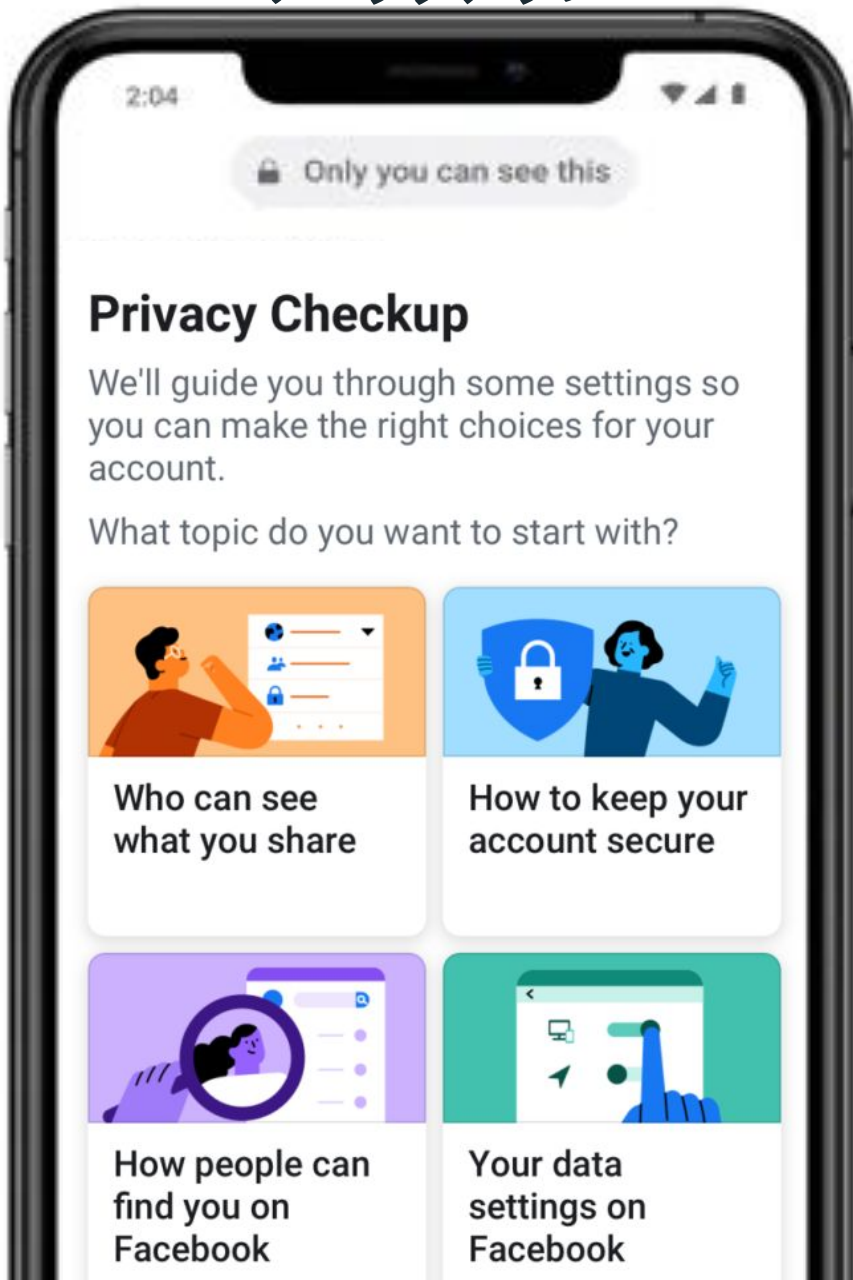 2:04
Only you can see this
Privacy Checkup
We'll guide you through some settings so
you can make the right choices for your
account.
What topic do you want to start with?
Who can see
what you share
How to keep your
account secure
How people can
find you on
Facebook
Your data
settings on
Facebook